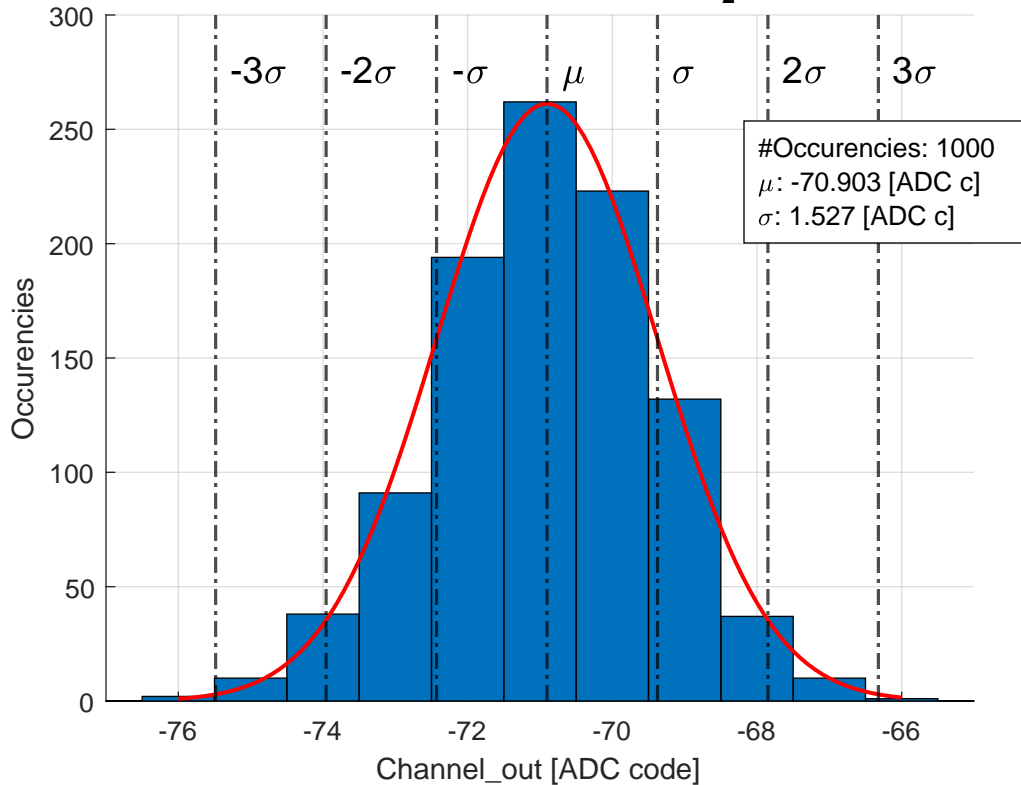 300
250
200
150
100
50
0
Occurencies
-3σ
-2σ
-σ
μ
σ
2σ
3σ
#Occurencies: 1000
μ: -70.903 [ADC c]
σ: 1.527 [ADC c]
-76
-74
-72
-70
-68
-66
Channel_out [ADC code]